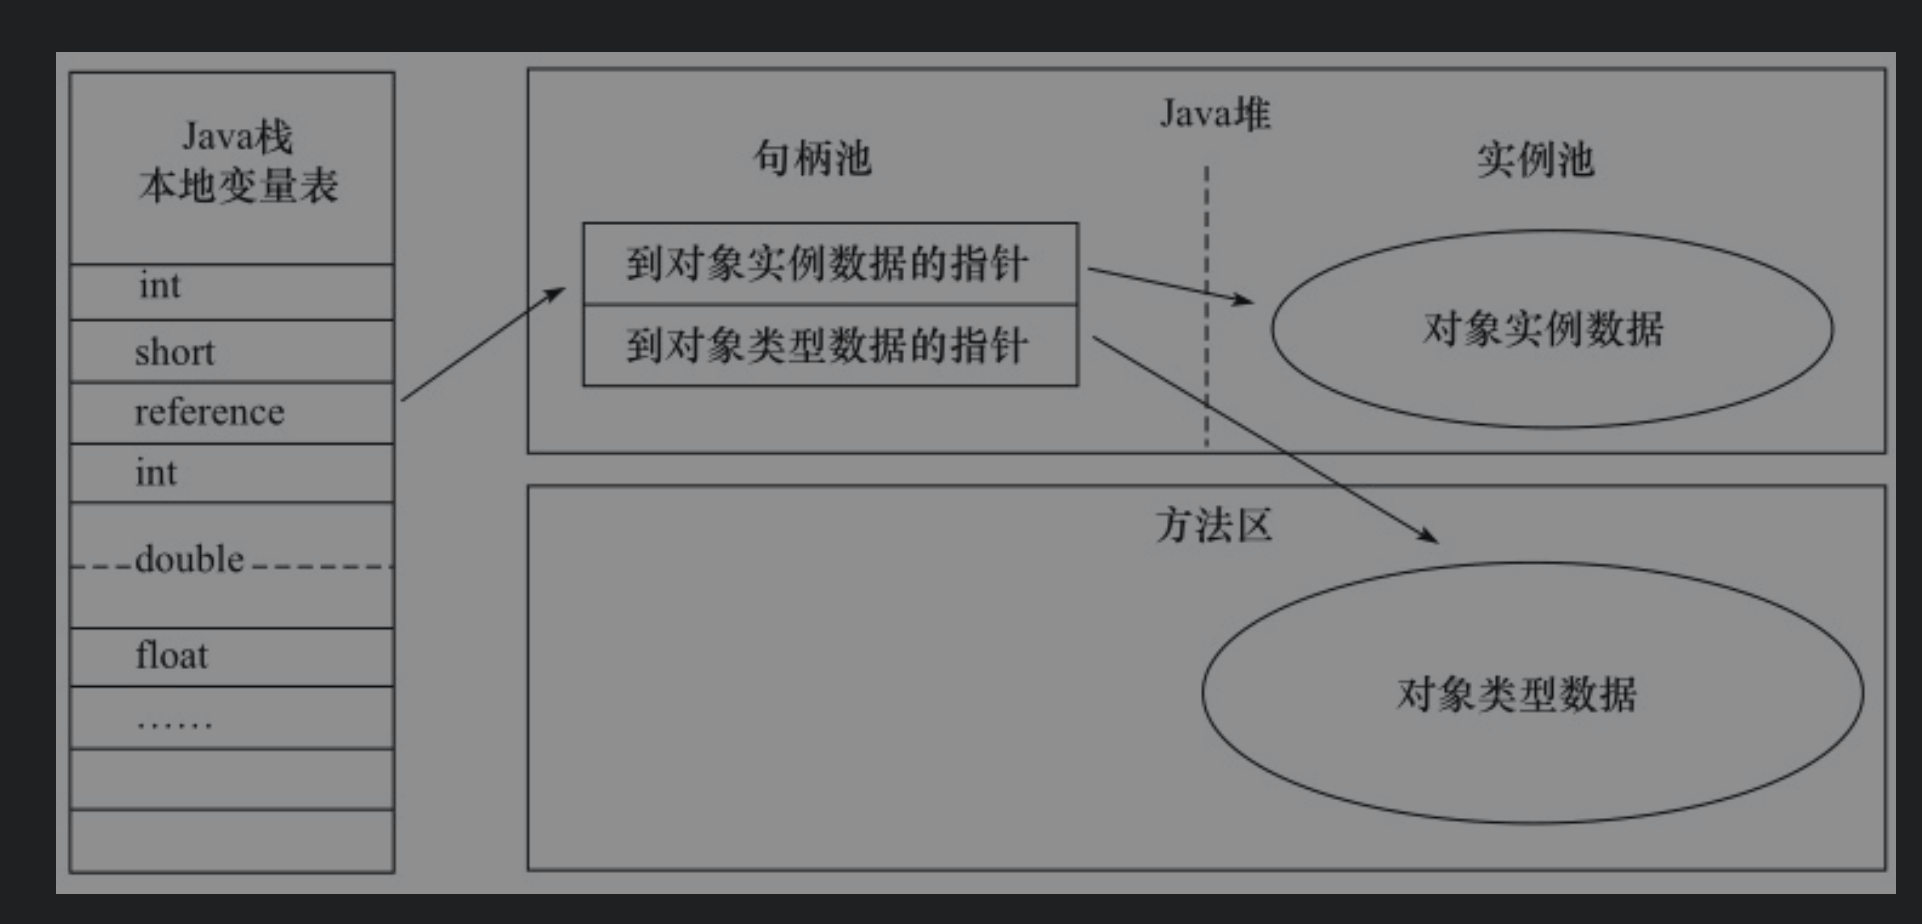 Java栈
本地变量表
int
short
reference
int
double
float
……
Java堆
句柄池
实例池
到对象实例数据的指针
到对象类型数据的指针
对象实例数据
方法区
对象类型数据